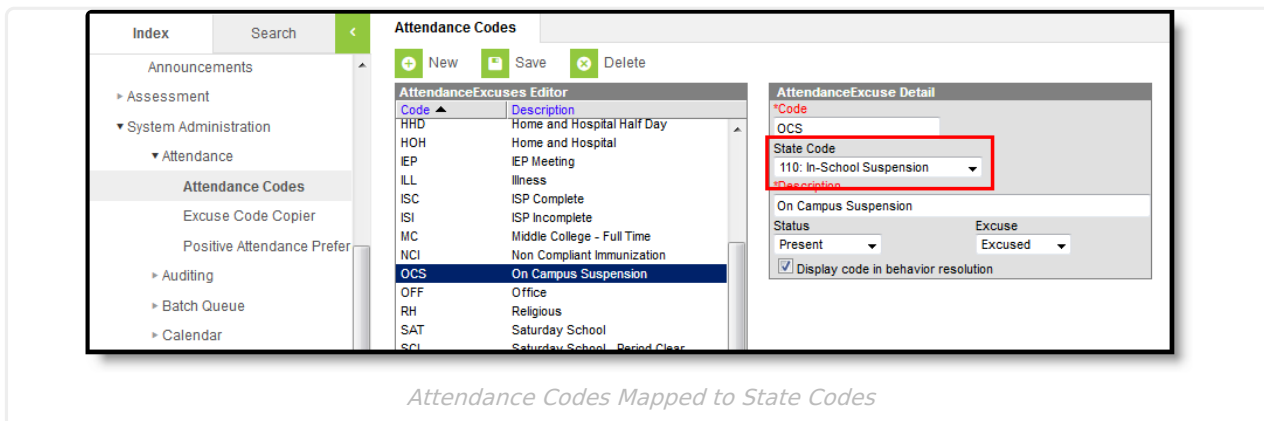 Index
Search
Announcements
Assessment
System Administration
Attendance
Attendance Codes
Excuse Code Copier
Positive Attendance Prefer
Auditing
Batch Queue
Calendar
Attendance Codes
New Save Delete
AttendanceExcuses Editor
Code Description
HHD Home and Hospital Half Day
HOH Home and Hospital
IEP IEP Meeting
ILL Illness
ISC ISP Complete
ISI ISP Incomplete
MC Middle College - Full Time
NCI Non Compliant Immunization
OCS On Campus Suspension
OFF Office
RH Religious
SAT Saturday School
SCL Saturday School - Period Clear
AttendanceExcuse Detail
*Code
OCS
State Code
110: In-School Suspension
*Description
On Campus Suspension
Status Excuse
Present Excused
Display code in behavior resolution
Attendance Codes Mapped to State Codes